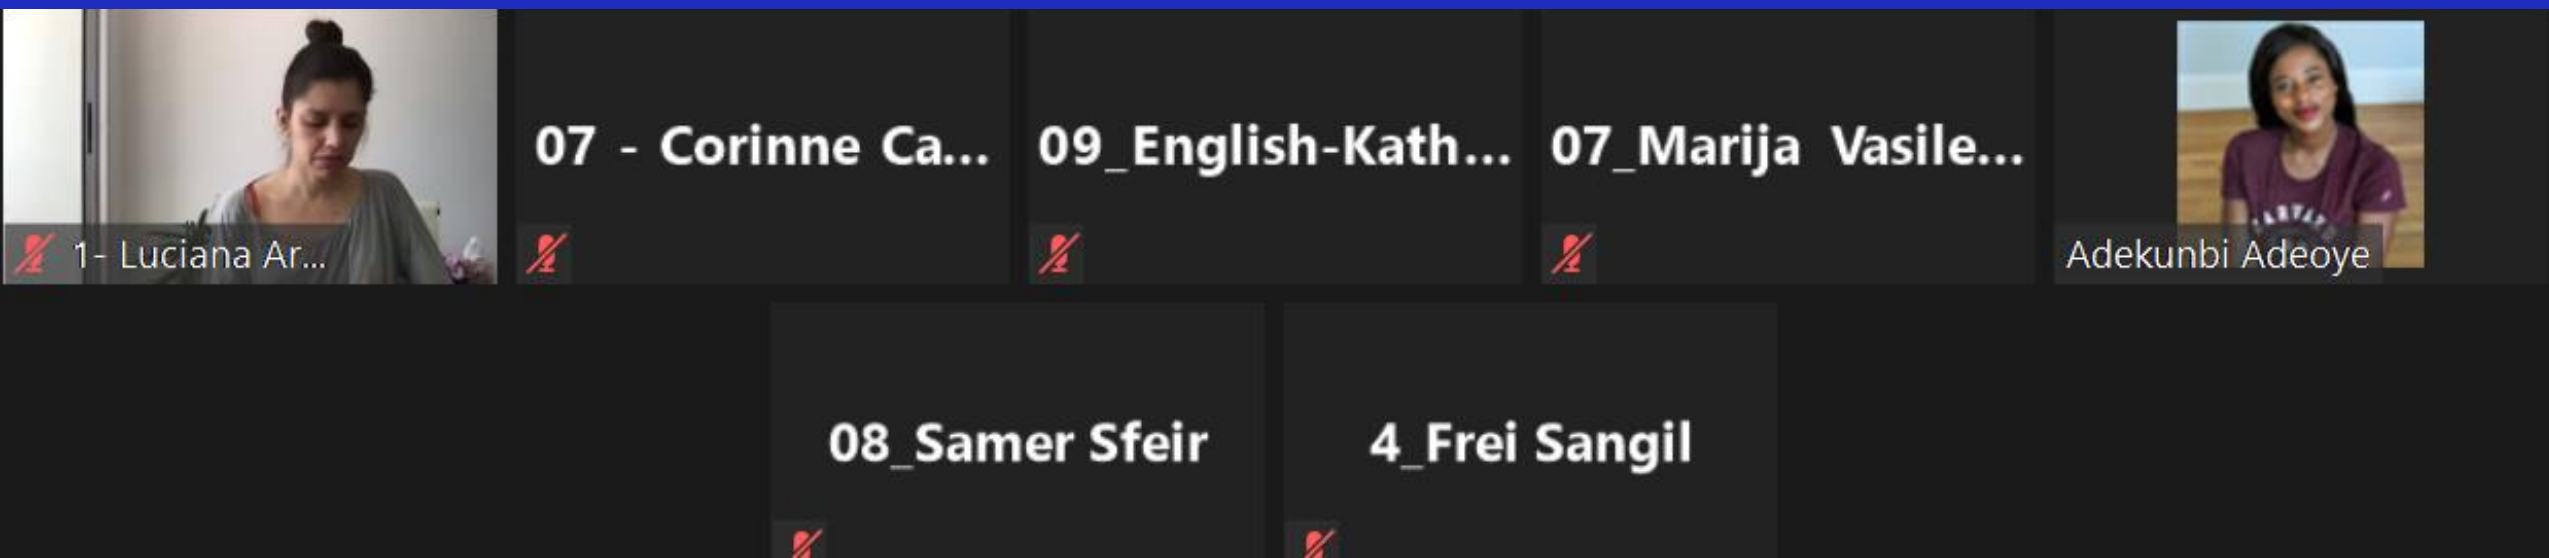 1- Luciana Ar...
07 - Corinne Ca...
09_English-Kath...
07_Marija Vasile...
Adekunbi Adeoye
08_Samer Sfeir
4_Frei Sangil